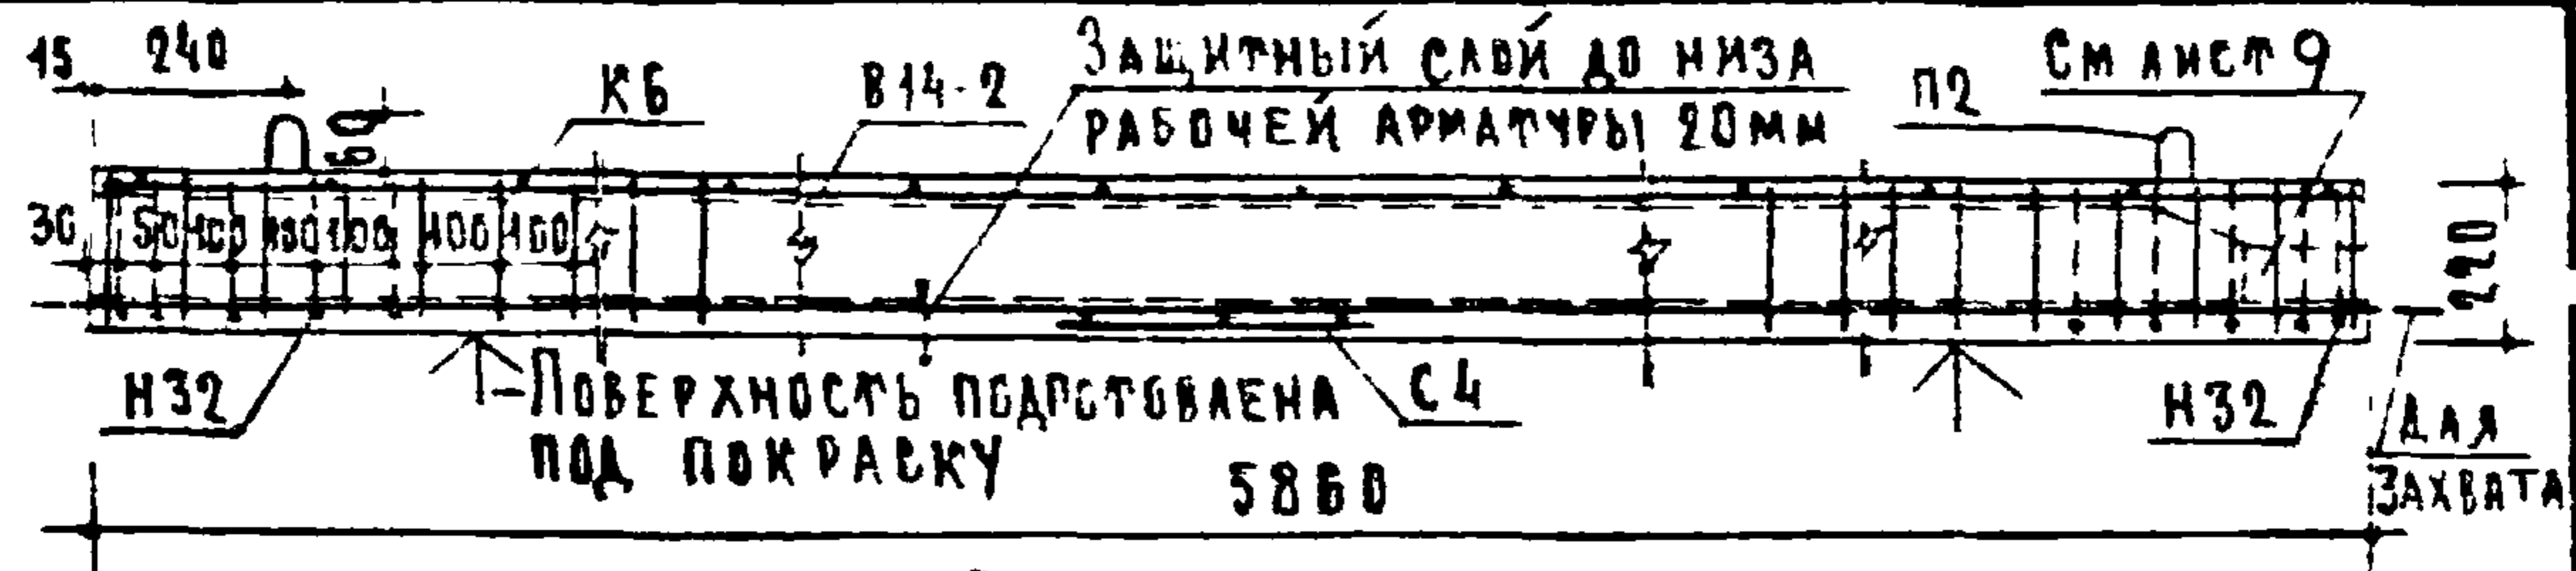 15 240 60
К6
В14-2
Защитный слой до низа
рабочей арматуры 20мм
П2
См лист 9
30 50 100 100 100 100 100
220
Н32
Поверхность подготовлена
под покраску
С4
Н32
Для
захвата
5860